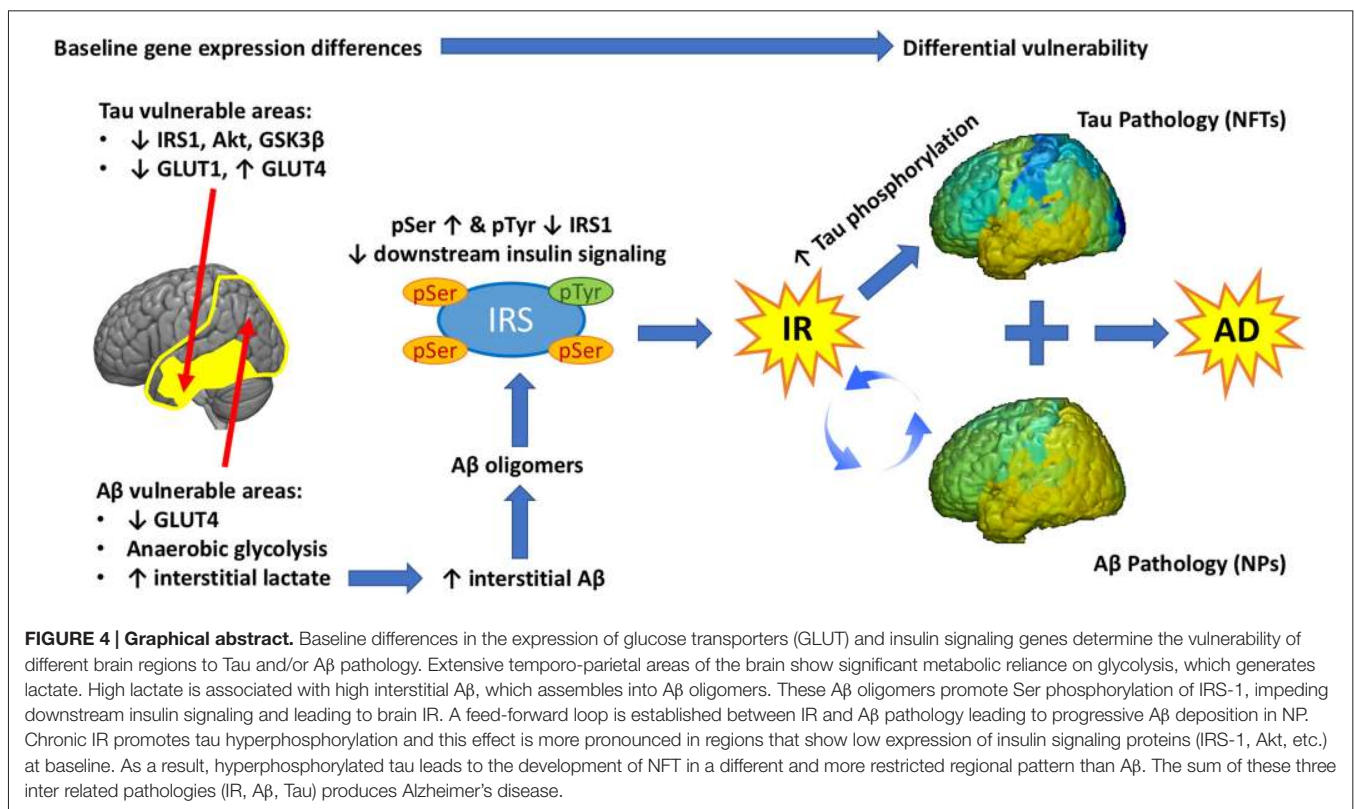 Baseline gene expression differences
Differential vulnerability
Tau vulnerable areas:
• ↓ IRS1, Akt, GSK3β
• ↓ GLUT1, ↑ GLUT4
Tau Pathology (NFTs)
↑ Tau phosphorylation
pSer ↑ & pTyr ↓ IRS1
↓ downstream insulin signaling
pSer
pTyr
IRS
pSer
pSer
IR
AD
Aβ oligomers
Aβ vulnerable areas:
• ↓ GLUT4
• Anaerobic glycolysis
• ↑ interstitial lactate
↑ interstitial Aβ
Aβ Pathology (NPs)
FIGURE 4 | Graphical abstract. Baseline differences in the expression of glucose transporters (GLUT) and insulin signaling genes determine the vulnerability of
different brain regions to Tau and/or Aβ pathology. Extensive temporo-parietal areas of the brain show significant metabolic reliance on glycolysis, which generates
lactate. High lactate is associated with high interstitial Aβ, which assembles into Aβ oligomers. These Aβ oligomers promote Ser phosphorylation of IRS-1, impeding
downstream insulin signaling and leading to brain IR. A feed-forward loop is established between IR and Aβ pathology leading to progressive Aβ deposition in NP.
Chronic IR promotes tau hyperphosphorylation and this effect is more pronounced in regions that show low expression of insulin signaling proteins (IRS-1, Akt, etc.)
at baseline. As a result, hyperphosphorylated tau leads to the development of NFT in a different and more restricted regional pattern than Aβ. The sum of these three
inter related pathologies (IR, Aβ, Tau) produces Alzheimer's disease.